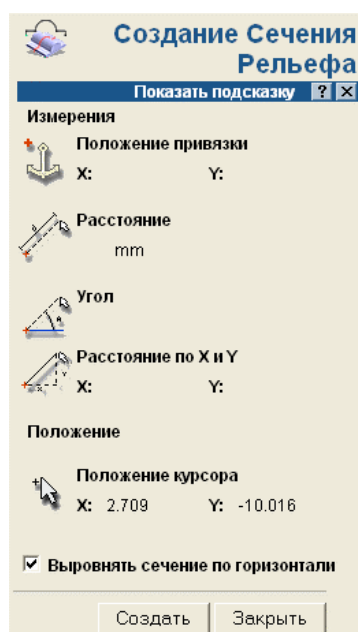 Создание Сечения
Рельефа
Показать подсказку ? X
Измерения
Положение привязки
X: Y:
Расстояние
mm
Угол
Расстояние по X и Y
X: Y:
Положение
Положение курсора
X: 2.709 Y: -10.016
Выровнять сечение по горизонтали
Создать Закрыть